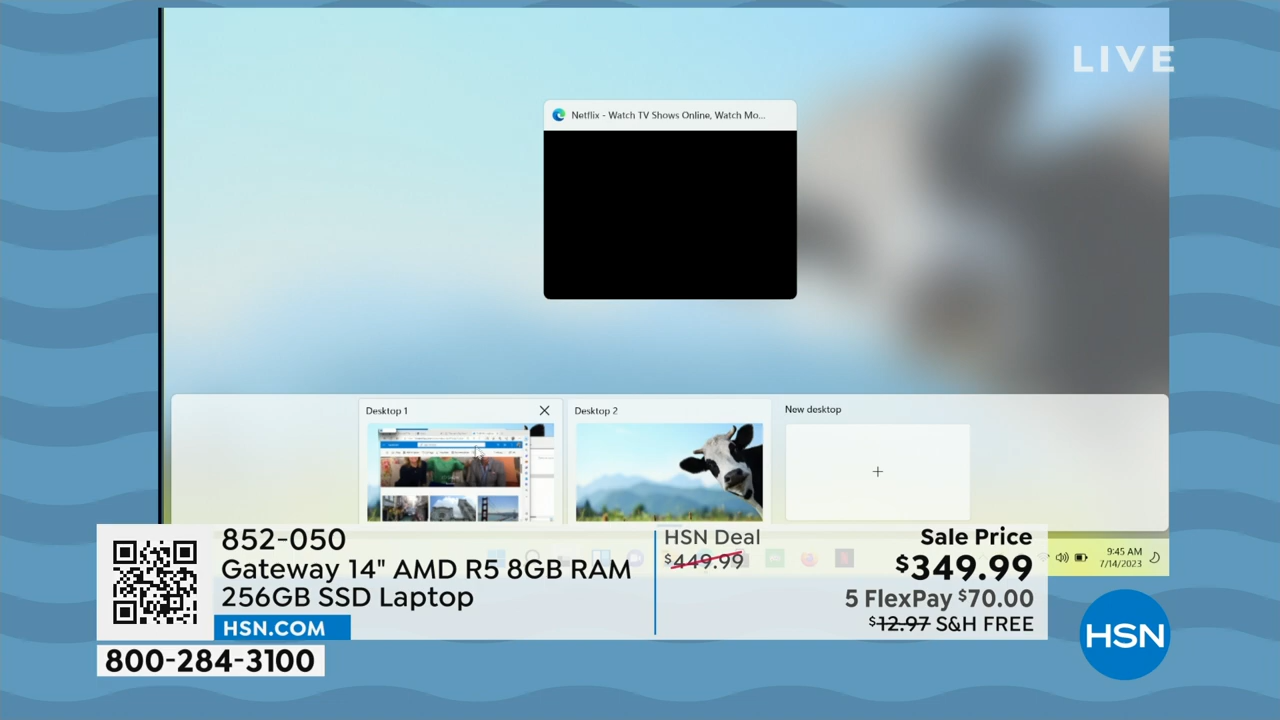 LIVE
Netflix - Watch TV Shows Online, Watch Mo...
Desktop 1
Desktop 2
New desktop
852-050
Gateway 14" AMD R5 8GB RAM
256GB SSD Laptop
HSN.COM
800-284-3100
HSN Deal
$449.99
Sale Price
$349.99
5 FlexPay $70.00
$12.97 S&H FREE
9:45 AM
7/14/2023
HSN